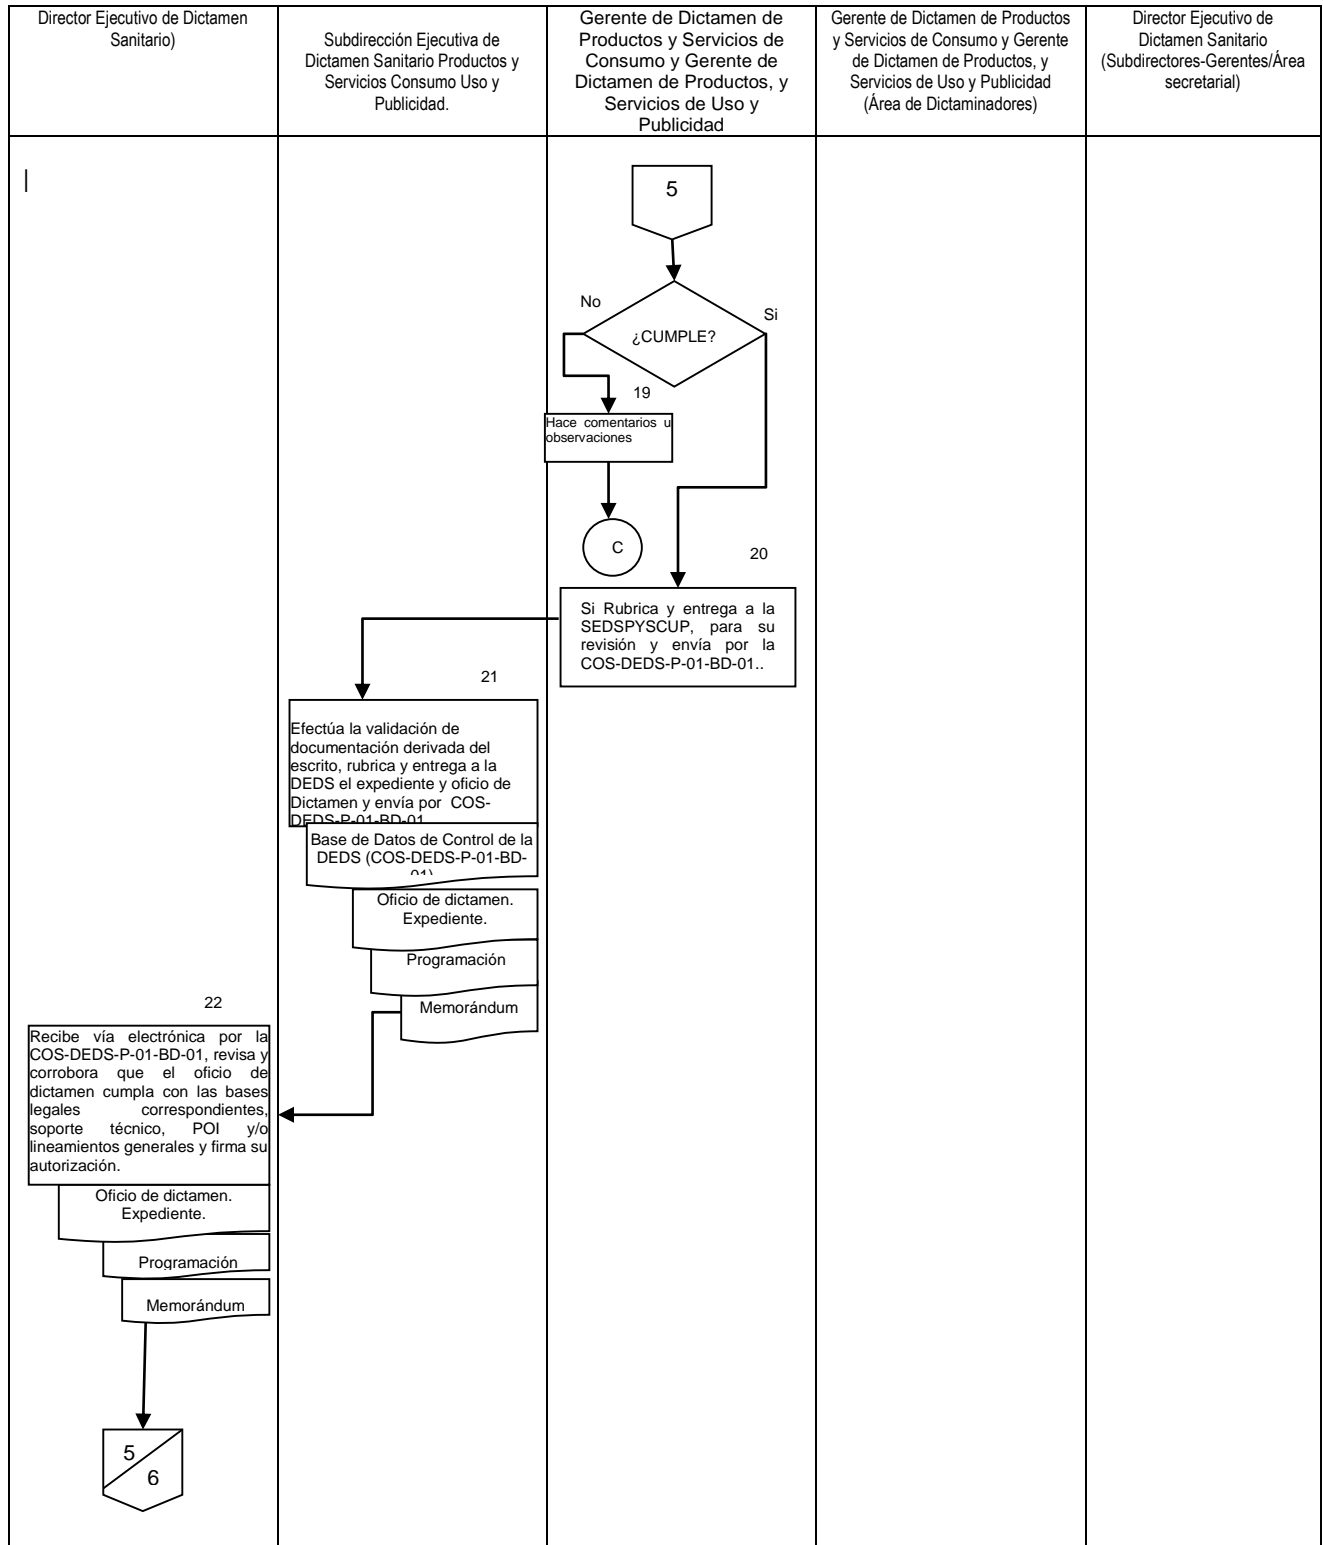 Director Ejecutivo de Dictamen
Sanitario)
Subdirección Ejecutiva de
Dictamen Sanitario Productos y
Servicios Consumo Uso y
Publicidad.
Gerente de Dictamen de
Productos y Servicios de
Consumo y Gerente de
Dictamen de Productos, y
Servicios de Uso y
Publicidad
Gerente de Dictamen de Productos
y Servicios de Consumo y Gerente
de Dictamen de Productos, y
Servicios de Uso y Publicidad
(Área de Dictaminadores)
Director Ejecutivo de
Dictamen Sanitario
(Subdirectores-Gerentes/Área
secretarial)
5
No
Si
¿CUMPLE?
19
Hace comentarios u
observaciones
C
20
Si Rubrica y entrega a la
SEDSPYSCUP, para su
revisión y envía por la
COS-DEDS-P-01-BD-01..
21
Efectúa la validación de
documentación derivada del
escrito, rubrica y entrega a la
DEDS el expediente y oficio de
Dictamen y envía por COS-
DEDS-P-01-BD-01
Base de Datos de Control de la
DEDS (COS-DEDS-P-01-BD-
01)
Oficio de dictamen.
Expediente.
Programación
Memorándum
22
Recibe vía electrónica por la
COS-DEDS-P-01-BD-01, revisa y
corrobora que el oficio de
dictamen cumpla con las bases
legales correspondientes,
soporte técnico, POI y/o
lineamientos generales y firma su
autorización.
Oficio de dictamen.
Expediente.
Programación
Memorándum
5
6